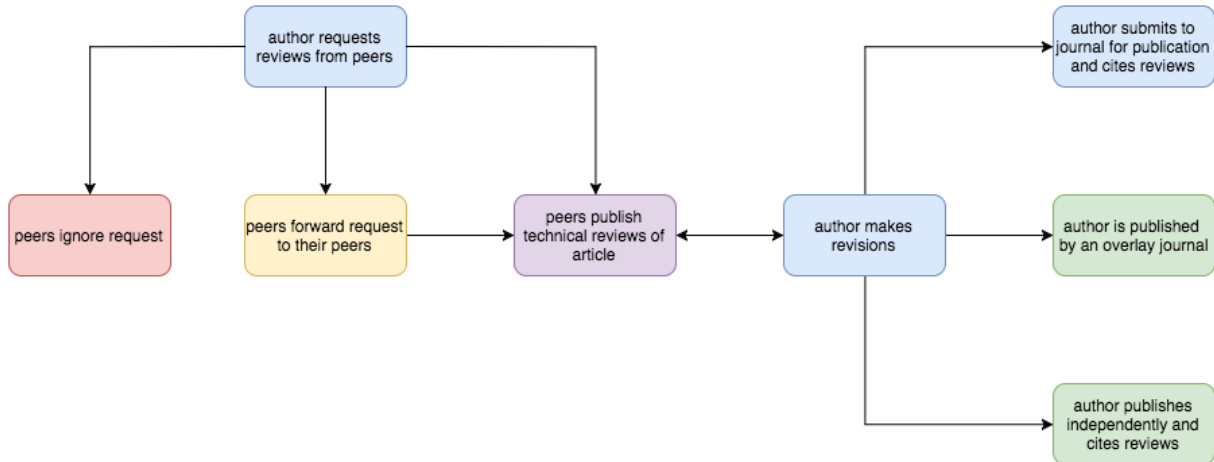 author requests
reviews from peers
author submits to
journal for publication
and cites reviews
peers ignore request
peers forward request
to their peers
peers publish
technical reviews of
article
author makes
revisions
author is published
by an overlay journal
author publishes
independently and
cites reviews